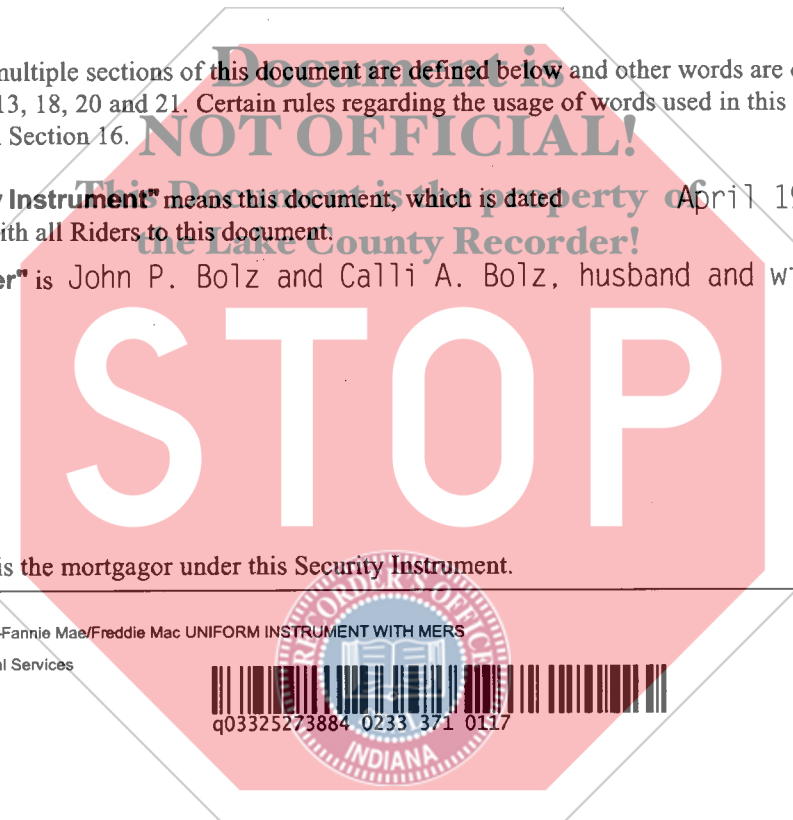 multiple sections of this document are defined below and other words are
Document is
13, 18, 20 and 21. Certain rules regarding the usage of words used in this
Section 16.
NOT OFFICIAL!
Instrument" means this document, which is dated April 19
This Document is the property of
ith all Riders to this document.
the Lake County Recorder!
er" is John P. Bolz and Calli A. Bolz, husband and
STOP
is the mortgagor under this Security Instrument.
-Fannie Mae/Freddie Mac UNIFORM INSTRUMENT WITH MERS
al Services
RECORDER'S OFFICE
q03325273884 0233 371 0117
INDIANA